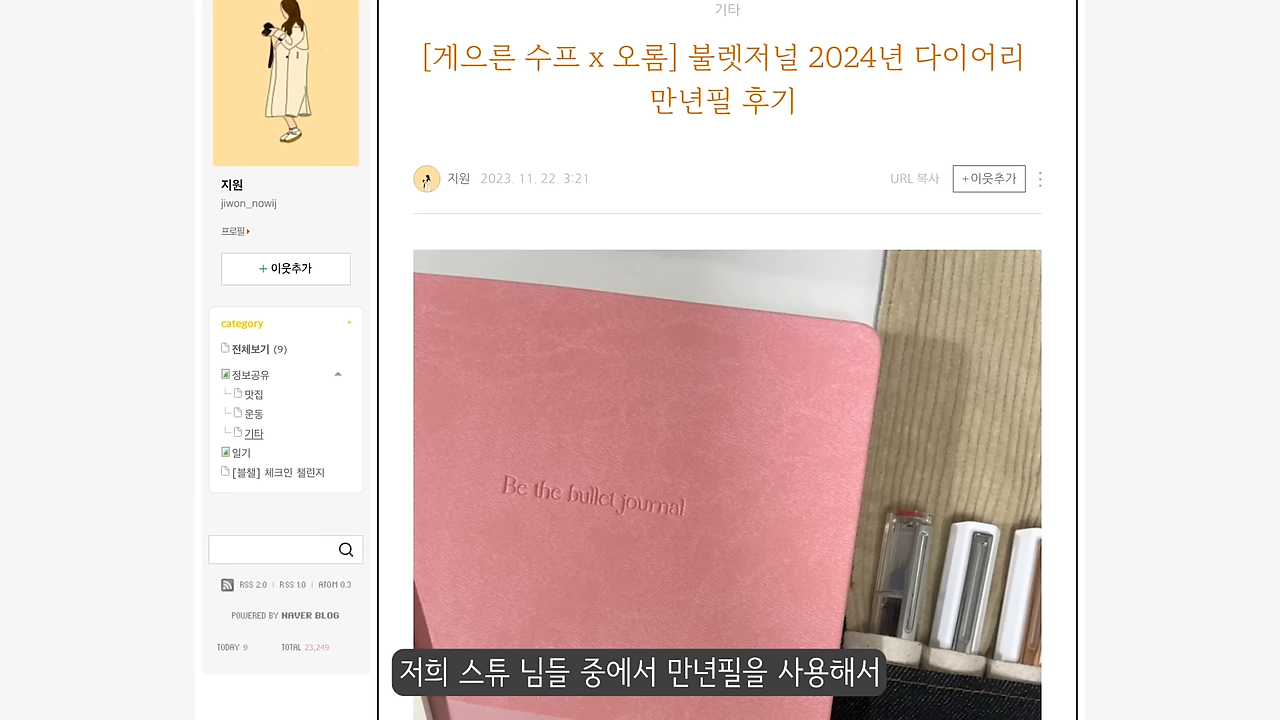 기타
[게으른 수프 x 오롬] 불렛저널 2024년 다이어리
만년필 후기
지원 2023. 11. 22. 3:21
URL 복사 +이웃추가
지원
jiwon_nowij
프로필
+ 이웃추가
category
전체보기 (9)
정보공유
맛집
운동
기타
일기
[블챌] 체크인 챌린지
RSS 2.0 | RSS 1.0 | ATOM 0.3
POWERED BY NAVER BLOG
TODAY 9 TOTAL 23,249
Be the bullet journal
저희 스튜 님들 중에서 만년필을 사용해서